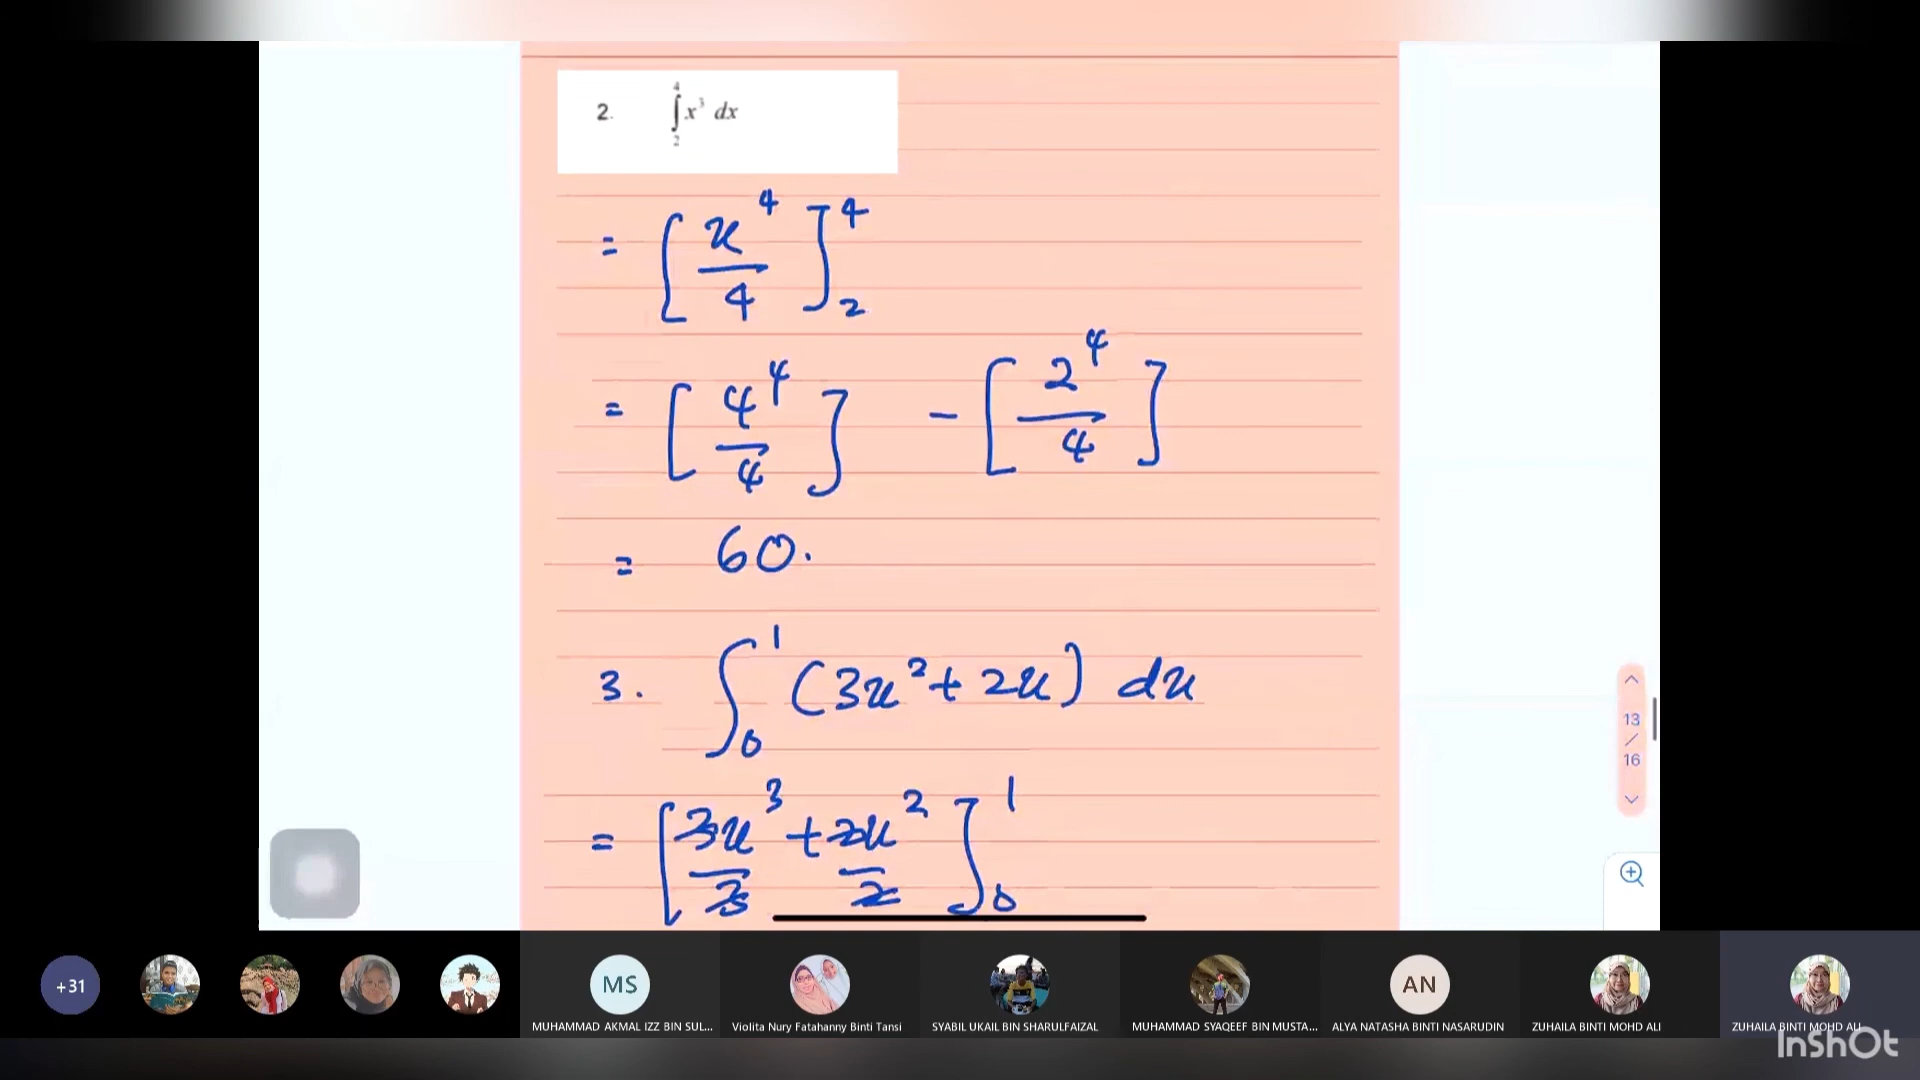 2. ∫₂⁴ x³ dx
= [x⁴/4]₂⁴
= [4⁴/4] - [2⁴/4]
= 60.
3. ∫₀¹ (3x²+2x) dx
= [3x³/3 + 2x²/2]₀¹
13
/
16
+31
MS
AN
MUHAMMAD AKMAL IZZ BIN SUL...
Violita Nury Fatahanny Binti Tansi
SYABIL UKAIL BIN SHARULFAIZAL
MUHAMMAD SYAQEEF BIN MUSTA...
ALYA NATASHA BINTI NASARUDIN
ZUHAILA BINTI MOHD ALI
ZUHAILA BINTI MOHD ALI
InShOt